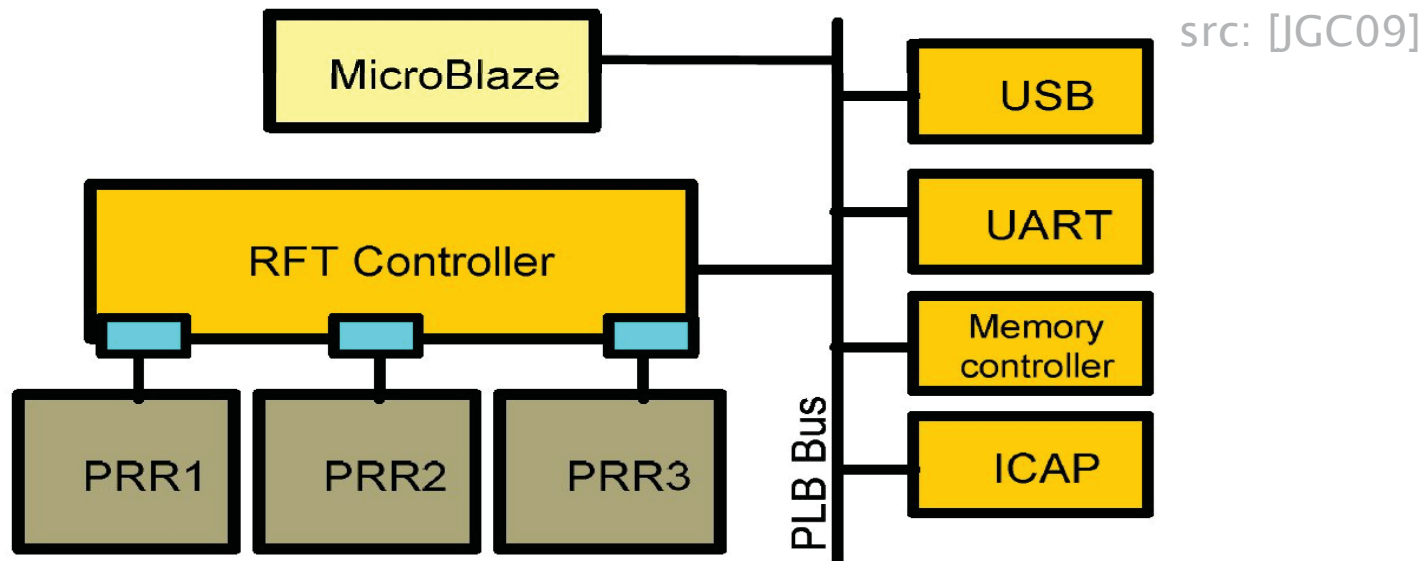 src: [JGC09]
MicroBlaze
USB
UART
RFT Controller
Memory
controller
PRR1
PRR2
PRR3
PLB Bus
ICAP